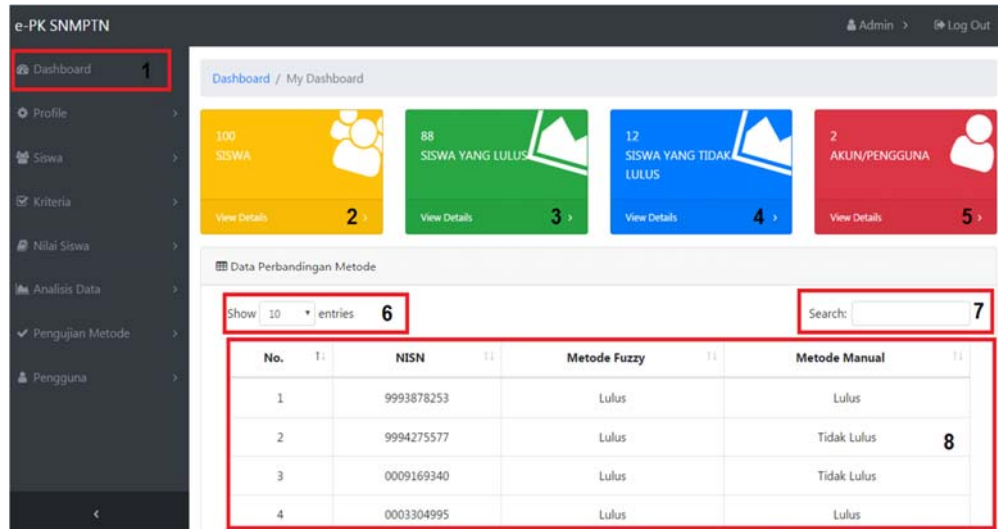 e-PK SNMPTN
Admin >
Log Out
Dashboard 1
Profile >
Siswa >
Kriteria >
Nilai Siswa >
Analisis Data >
Pengujian Metode >
Pengguna >
<
Dashboard / My Dashboard
100
SISWA
View Details 2 >
88
SISWA YANG LULUS
View Details 3 >
12
SISWA YANG TIDAK
LULUS
View Details 4 >
2
AKUN/PENGGUNA
View Details 5 >
Data Perbandingan Metode
Show 10 entries 6
Search: 7
No. NISN Metode Fuzzy Metode Manual
1 9993878253 Lulus Lulus
2 9994275577 Lulus Tidak Lulus 8
3 0009169340 Lulus Tidak Lulus
4 0003304995 Lulus Lulus